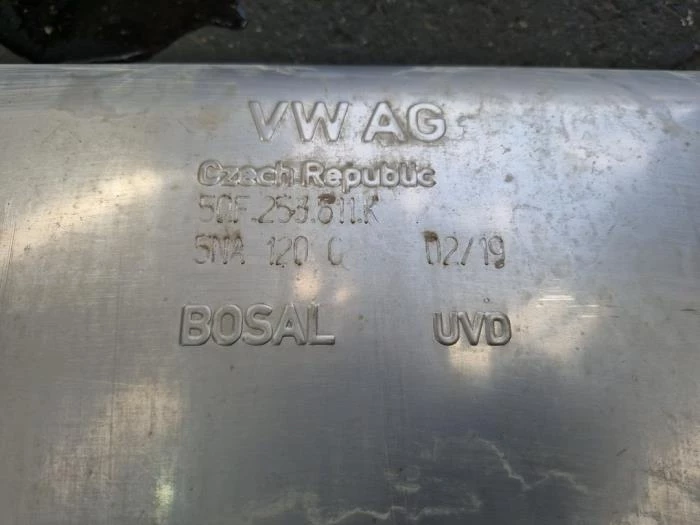 VW AG
Czech Republic
5QF.253.611.K
5NA 120 C 02/19
BOSAL UVD